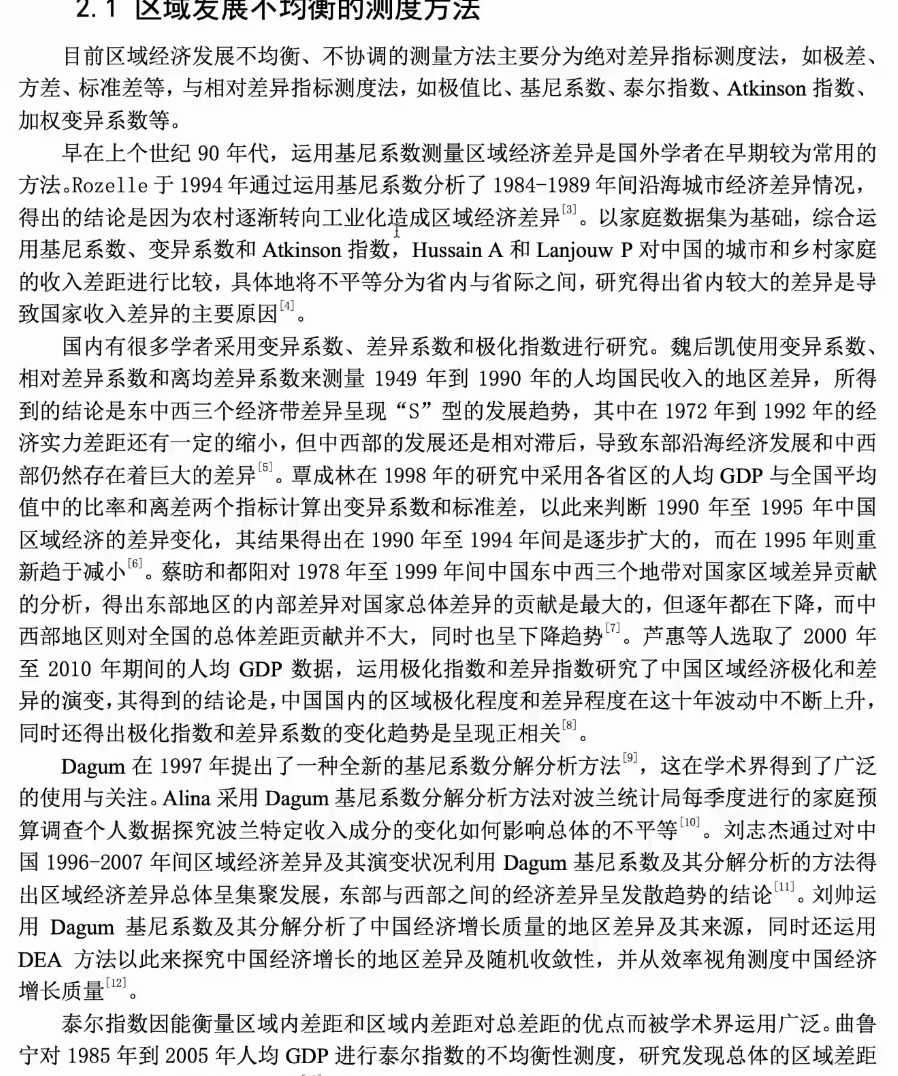 2.1 区域发展不均衡的测度方法
目前区域经济发展不均衡、不协调的测量方法主要分为绝对差异指标测度法，如极差、
方差、标准差等，与相对差异指标测度法，如极值比、基尼系数、泰尔指数、Atkinson 指数、
加权变异系数等。
早在上个世纪 90 年代，运用基尼系数测量区域经济差异是国外学者在早期较为常用的
方法。Rozelle 于 1994 年通过运用基尼系数分析了 1984-1989 年间沿海城市经济差异情况，
得出的结论是因为农村逐渐转向工业化造成区域经济差异[3]。以家庭数据集为基础，综合运
用基尼系数、变异系数和 Atkinson 指数，Hussain A 和 Lanjouw P 对中国的城市和乡村家庭
的收入差距进行比较，具体地将不平等分为省内与省际之间，研究得出省内较大的差异是导
致国家收入差异的主要原因[4]。
国内有很多学者采用变异系数、差异系数和极化指数进行研究。魏后凯使用变异系数、
相对差异系数和离均差异系数来测量 1949 年到 1990 年的人均国民收入的地区差异，所得
到的结论是东中西三个经济带差异呈现“S”型的发展趋势，其中在 1972 年到 1992 年的经
济实力差距还有一定的缩小，但中西部的发展还是相对滞后，导致东部沿海经济发展和中西
部仍然存在着巨大的差异[5]。覃成林在 1998 年的研究中采用各省区的人均 GDP 与全国平均
值中的比率和离差两个指标计算出变异系数和标准差，以此来判断 1990 年至 1995 年中国
区域经济的差异变化，其结果得出在 1990 年至 1994 年间是逐步扩大的，而在 1995 年则重
新趋于减小[6]。蔡昉和都阳对 1978 年至 1999 年间中国东中西三个地带对国家区域差异贡献
的分析，得出东部地区的内部差异对国家总体差异的贡献是最大的，但逐年都在下降，而中
西部地区则对全国的总体差距贡献并不大，同时也呈下降趋势[7]。芦惠等人选取了 2000 年
至 2010 年期间的人均 GDP 数据，运用极化指数和差异指数研究了中国区域经济极化和差
异的演变，其得到的结论是，中国国内的区域极化程度和差异程度在这十年波动中不断上升，
同时还得出极化指数和差异系数的变化趋势是呈现正相关[8]。
Dagum 在 1997 年提出了一种全新的基尼系数分解分析方法[9]，这在学术界得到了广泛
的使用与关注。Alina 采用 Dagum 基尼系数分解分析方法对波兰统计局每季度进行的家庭预
算调查个人数据探究波兰特定收入成分的变化如何影响总体的不平等[10]。刘志杰通过对中
国 1996-2007 年间区域经济差异及其演变状况利用 Dagum 基尼系数及其分解分析的方法得
出区域经济差异总体呈集聚发展，东部与西部之间的经济差异呈发散趋势的结论[11]。刘帅运
用 Dagum 基尼系数及其分解分析了中国经济增长质量的地区差异及其来源，同时还运用
DEA 方法以此来探究中国经济增长的地区差异及随机收敛性，并从效率视角测度中国经济
增长质量[12]。
泰尔指数因能衡量区域内差距和区域内差距对总差距的优点而被学术界运用广泛。曲鲁
宁对 1985 年到 2005 年人均 GDP 进行泰尔指数的不均衡性测度，研究发现总体的区域差距